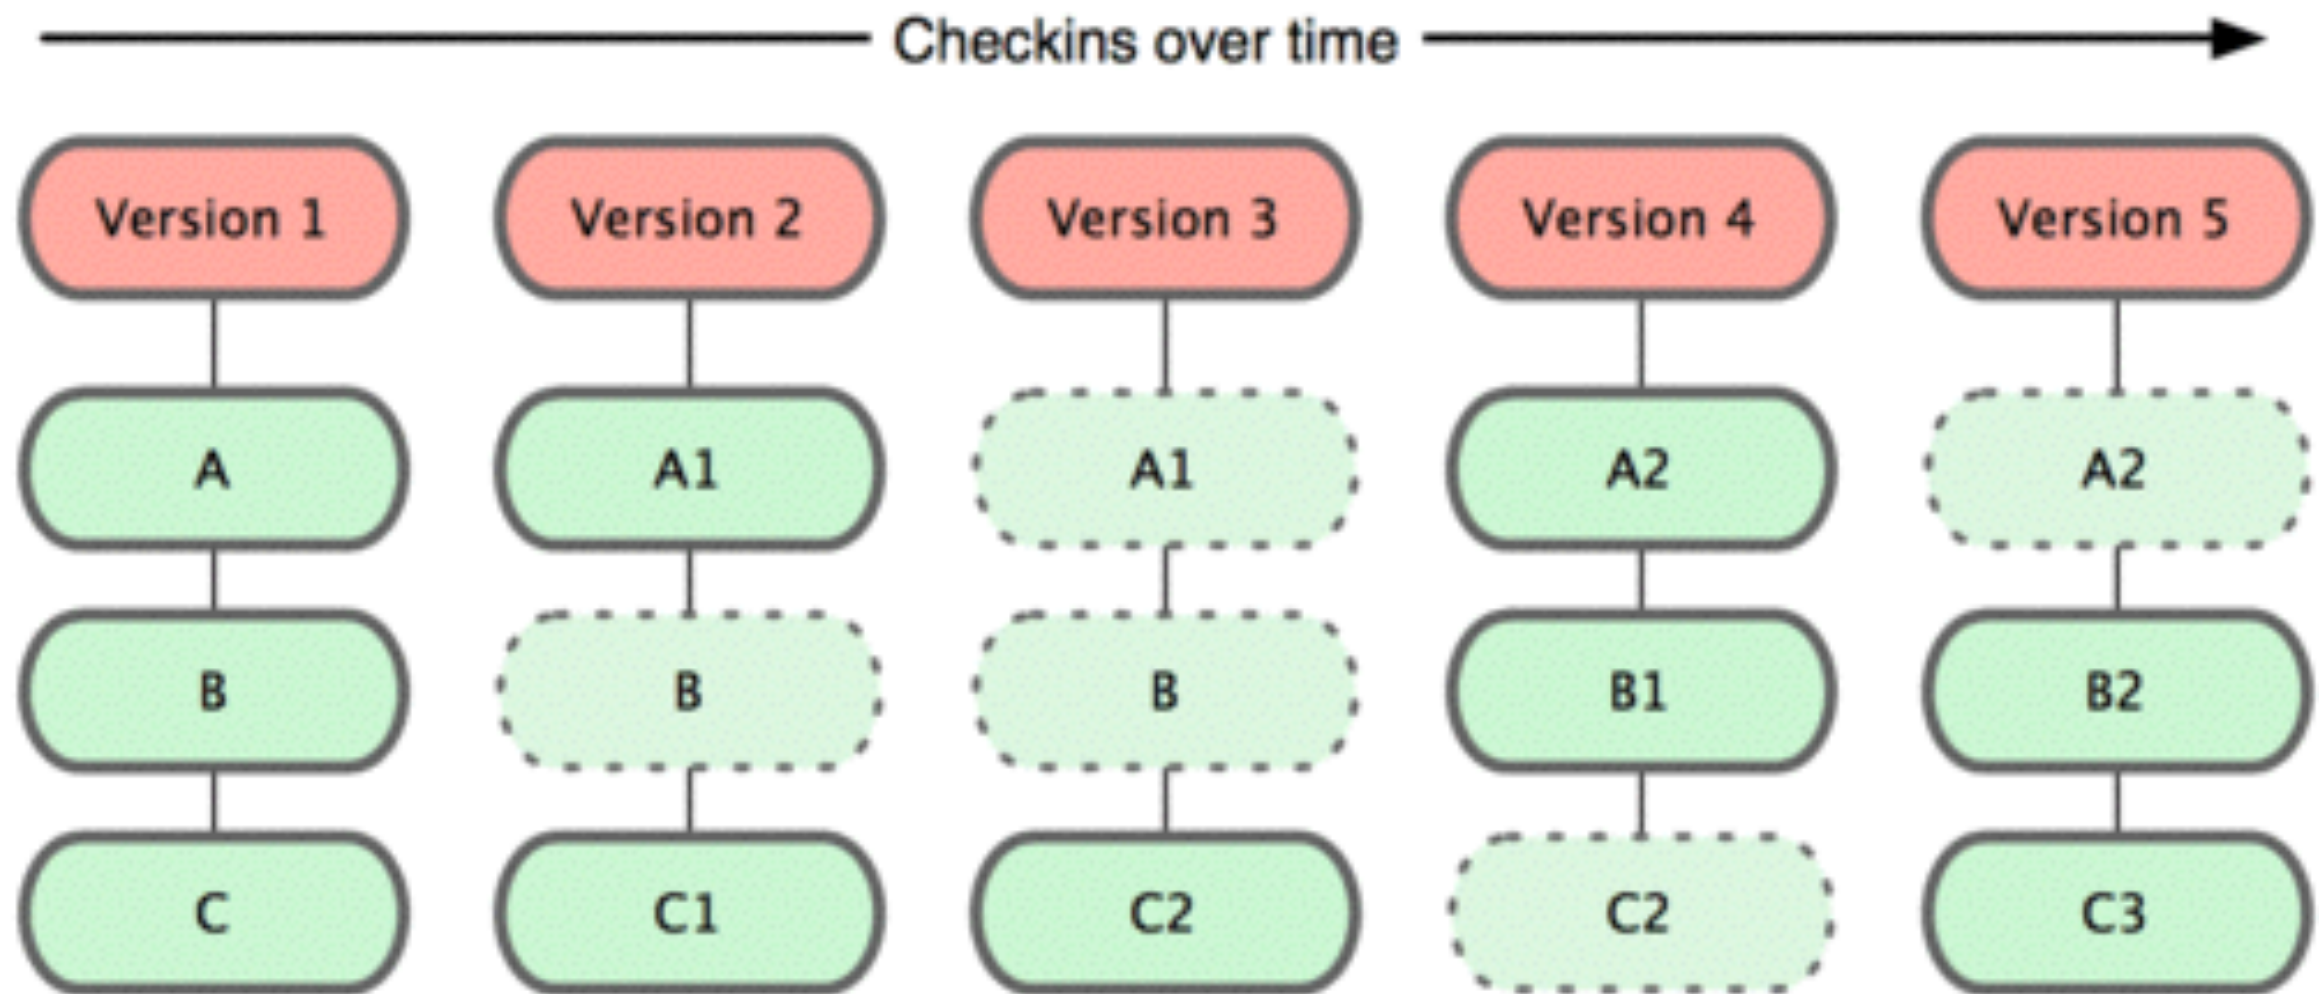 Checkins over time
Version 1 Version 2 Version 3 Version 4 Version 5
A A1 A1 A2 A2
B B B B1 B2
C C1 C2 C2 C3